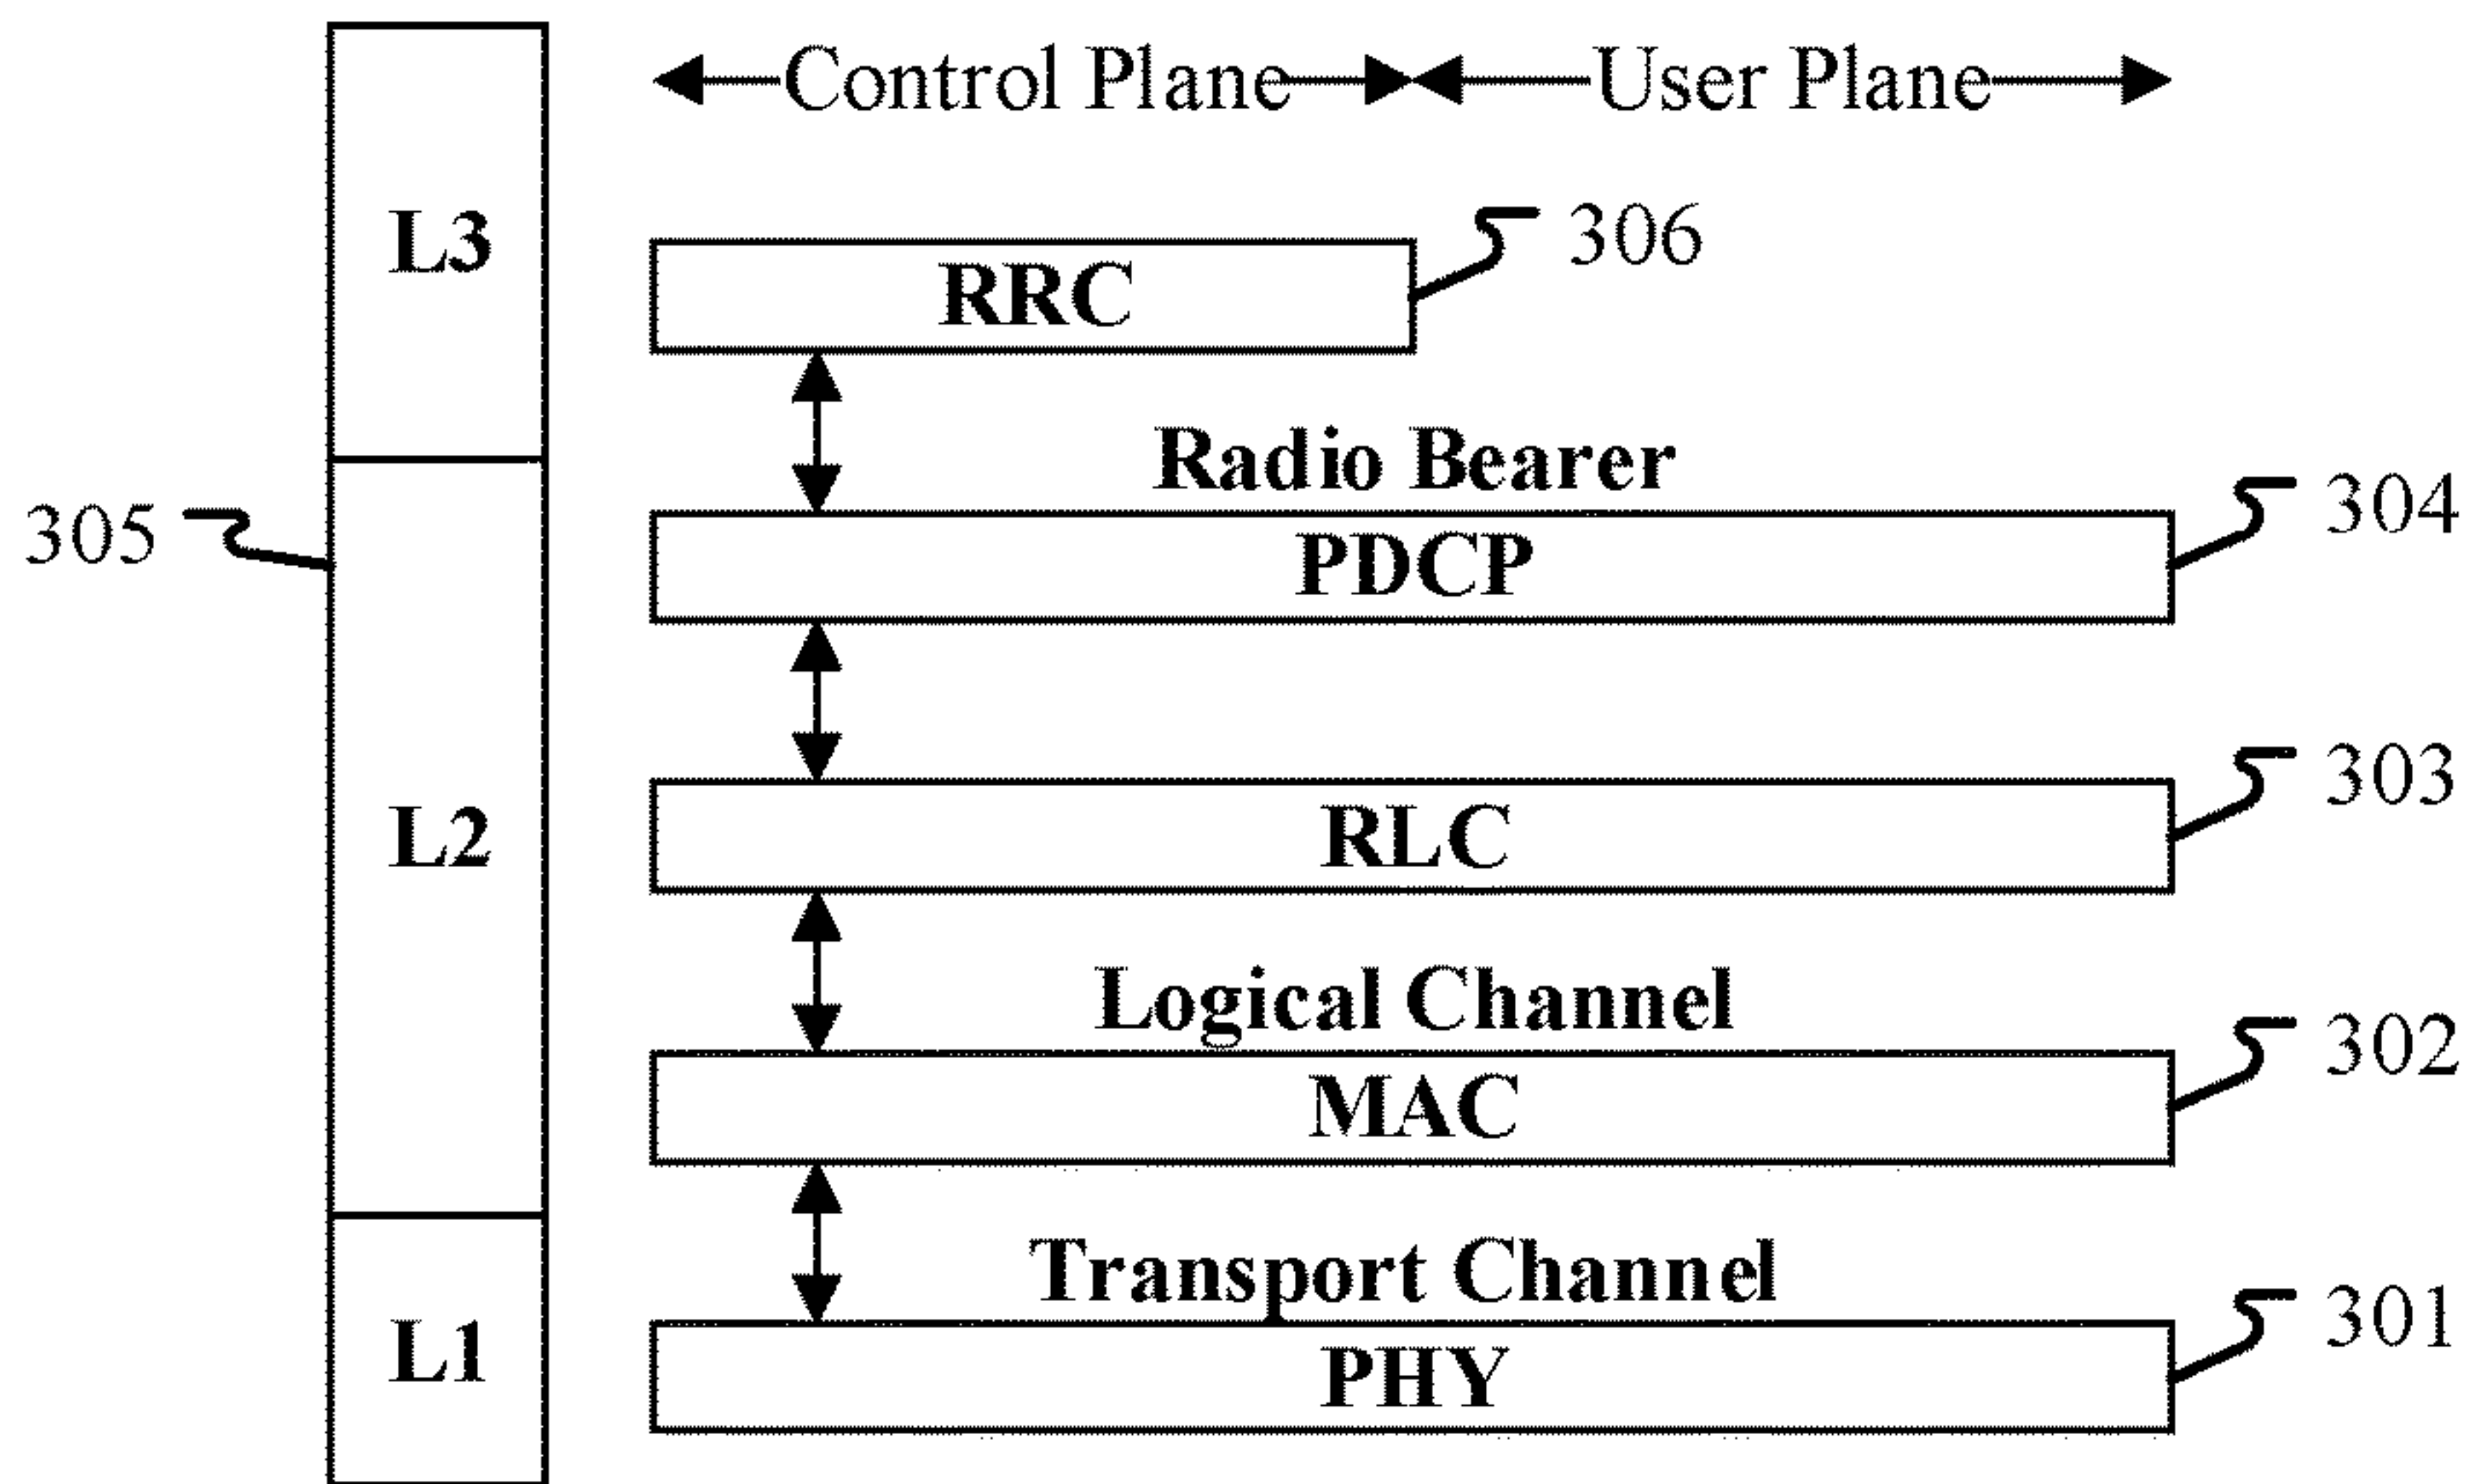 Control Plane User Plane
L3
306
RRC
Radio Bearer
305
304
PDCP
303
L2
RLC
Logical Channel
302
MAC
Transport Channel
301
L1
PHY